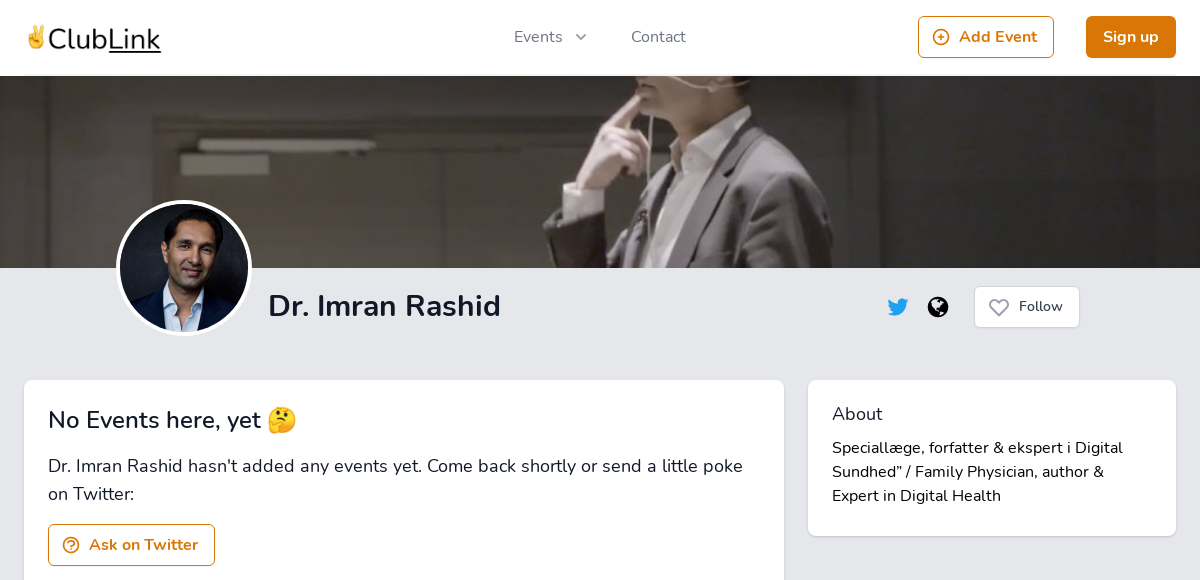 ✌️ClubLink
Events
Contact
Add Event
Sign up
Dr. Imran Rashid
Follow
No Events here, yet 🤔
Dr. Imran Rashid hasn't added any events yet. Come back shortly or send a little poke
on Twitter:
Ask on Twitter
About
Speciallæge, forfatter & ekspert i Digital
Sundhed” / Family Physician, author &
Expert in Digital Health